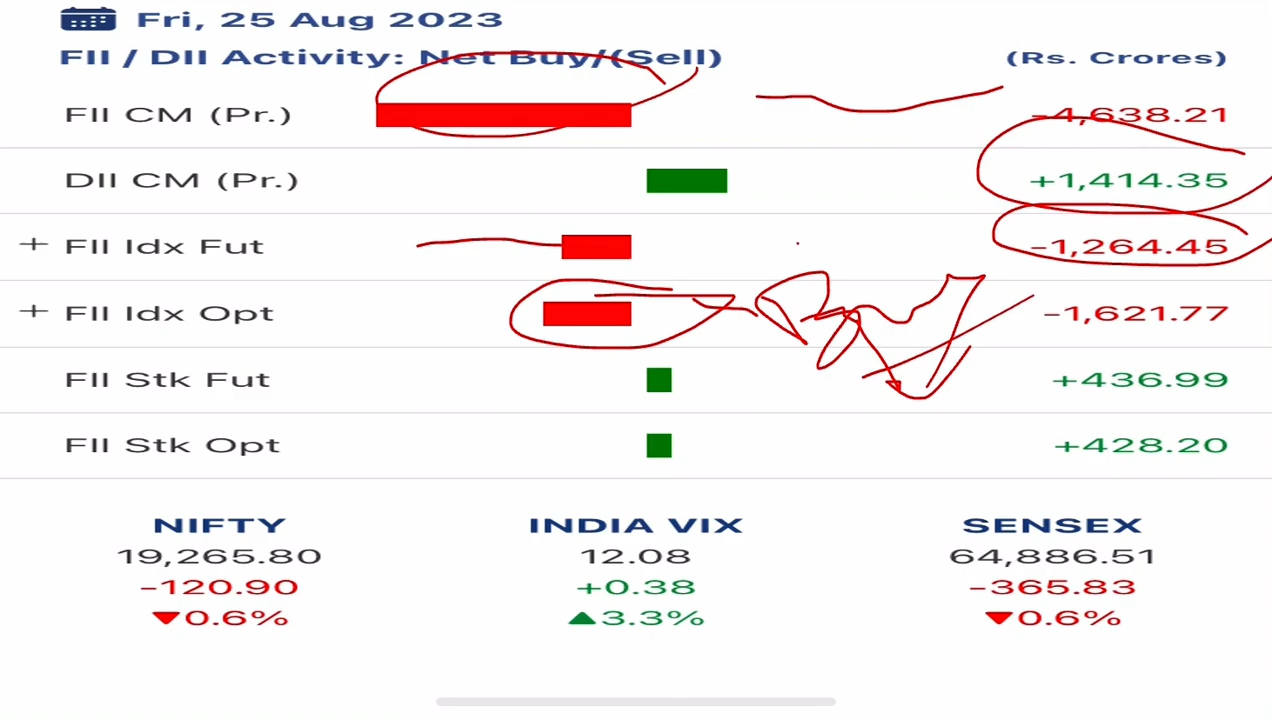 Fri, 25 Aug 2023
FII / DII Activity: Net Buy/(Sell) (Rs. Crores)
FII CM (Pr.) -4,638.21
DII CM (Pr.) +1,414.35
+ FII Idx Fut -1,264.45
+ FII Idx Opt -1,621.77
FII Stk Fut +436.99
FII Stk Opt +428.20
NIFTY INDIA VIX SENSEX
19,265.80 12.08 64,886.51
-120.90 +0.38 -365.83
▼0.6% ▲3.3% ▼0.6%